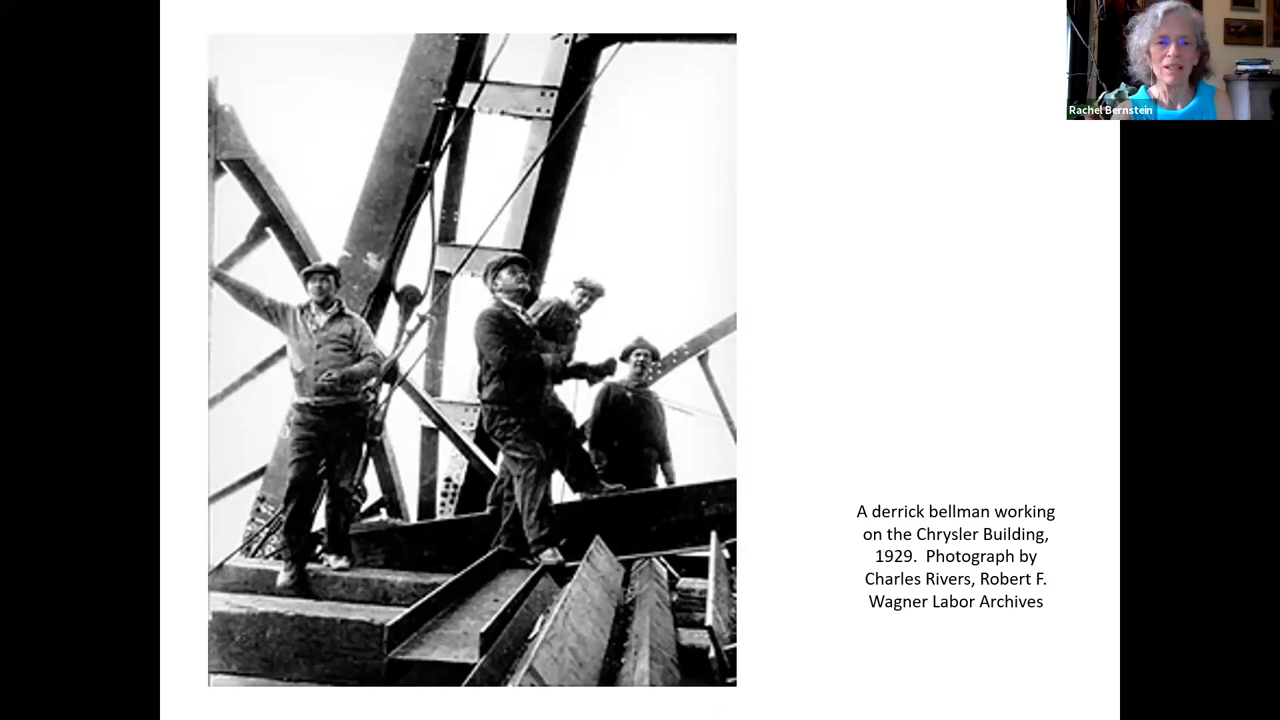 Rachel Bernstein
A derrick bellman working
on the Chrysler Building,
1929.  Photograph by
Charles Rivers, Robert F.
Wagner Labor Archives